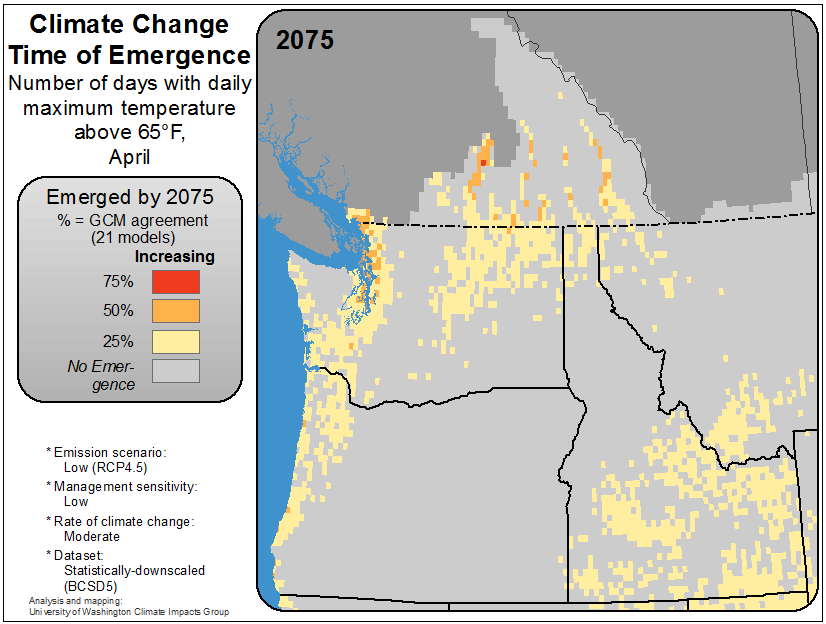 Climate Change
Time of Emergence
Number of days with daily
maximum temperature
above 65°F,
April
Emerged by 2075
% = GCM agreement
(21 models)
Increasing
75%
50%
25%
No Emer-
gence
* Emission scenario:
Low (RCP4.5)
* Management sensitivity:
Low
* Rate of climate change:
Moderate
* Dataset:
Statistically-downscaled
(BCSD5)
Analysis and mapping:
University of Washington Climate Impacts Group
2075